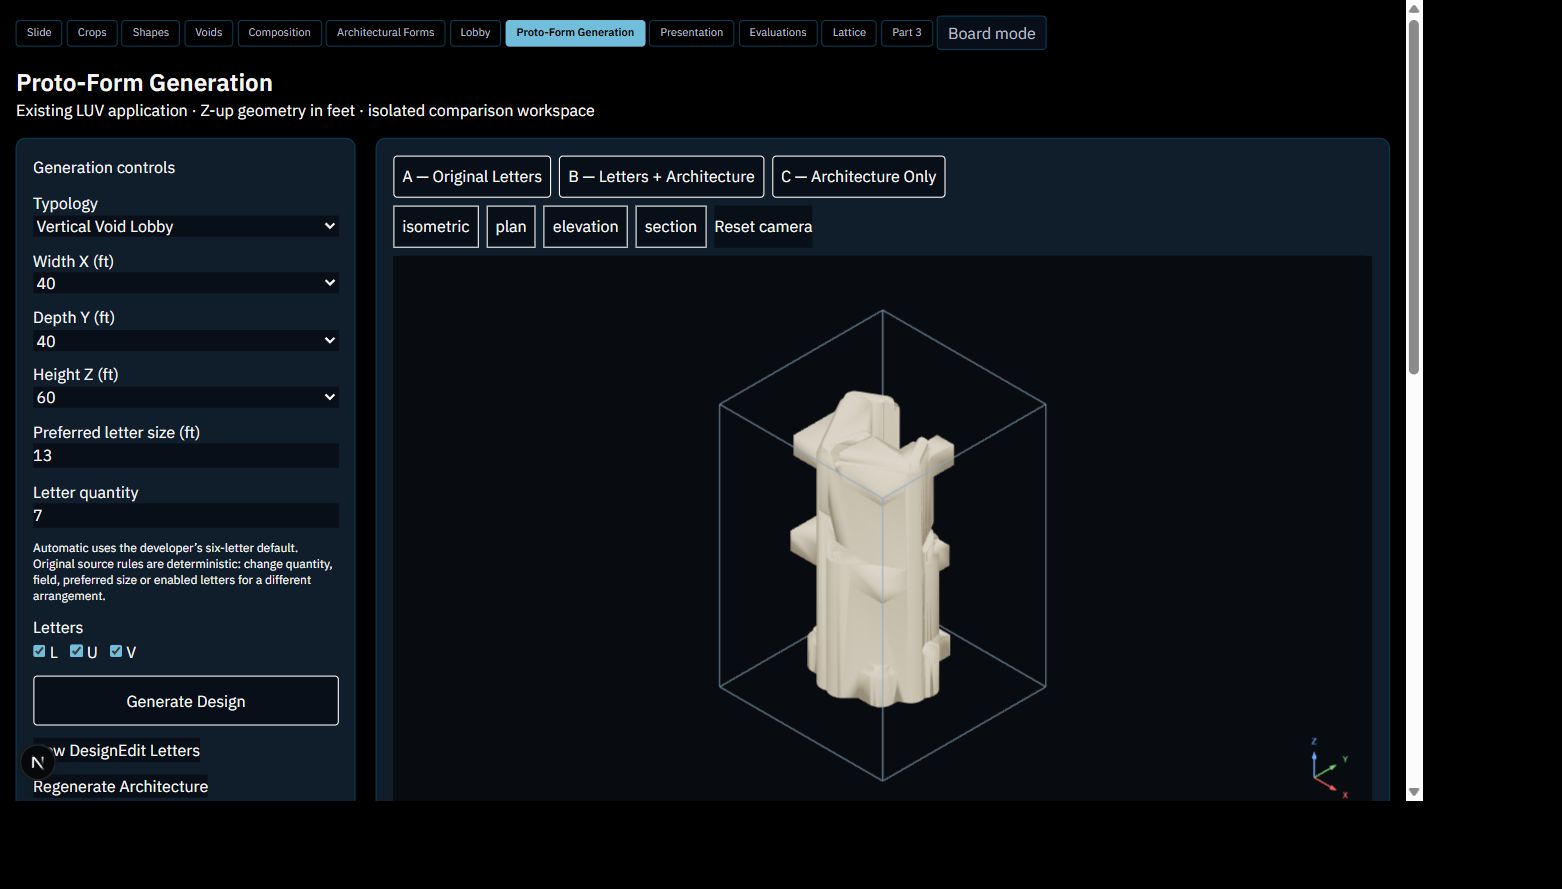 Slide Crops Shapes Voids Composition Architectural Forms Lobby Proto-Form Generation Presentation Evaluations Lattice Part 3 Board mode
Proto-Form Generation
Existing LUV application · Z-up geometry in feet · isolated comparison workspace
Generation controls
Typology
Vertical Void Lobby
Width X (ft)
40
Depth Y (ft)
40
Height Z (ft)
60
Preferred letter size (ft)
13
Letter quantity
7
Automatic uses the developer’s six-letter default.
Original source rules are deterministic: change quantity,
field, preferred size or enabled letters for a different
arrangement.
Letters
L U V
Generate Design
DesignEdit Letters
Regenerate Architecture
A — Original Letters B — Letters + Architecture C — Architecture Only
isometric plan elevation section Reset camera
Z
Y
X
N